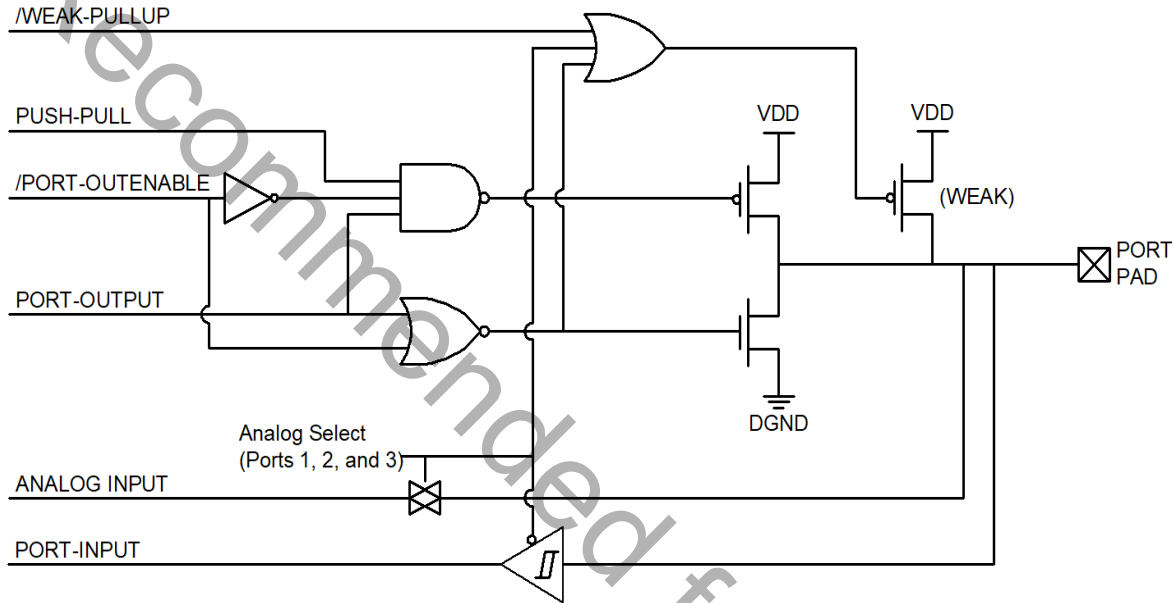 /WEAK-PULLUP
PUSH-PULL
VDD
VDD
/PORT-OUTENABLE
(WEAK)
PORT
PAD
PORT-OUTPUT
DGND
Analog Select
(Ports 1, 2, and 3)
ANALOG INPUT
PORT-INPUT
ecommended f